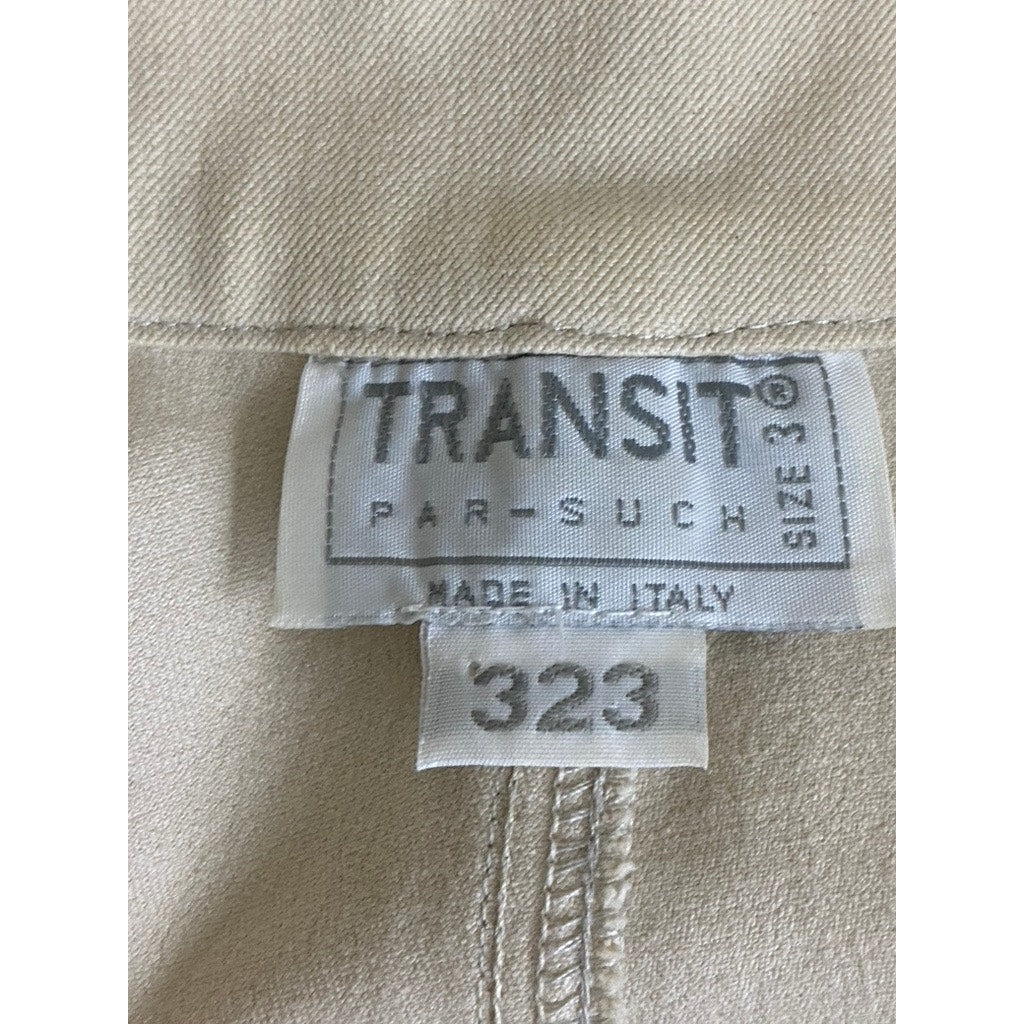 TRANSIT®
PAR-SUCH
SIZE 3
MADE IN ITALY
323